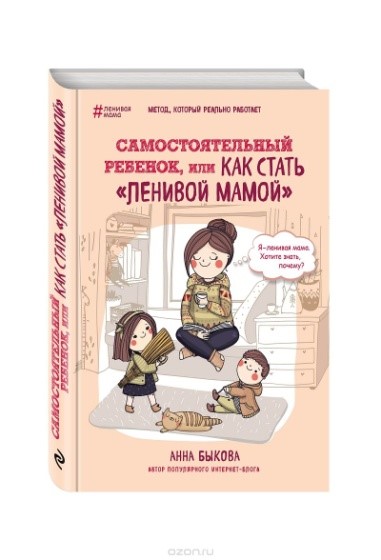 #ленивая
мама
МЕТОД, КОТОРЫЙ РЕАЛЬНО РАБОТАЕТ
САМОСТОЯТЕЛЬНЫЙ
РЕБЕНОК, ИЛИ КАК СТАТЬ
«ЛЕНИВОЙ МАМОЙ»
Я–ленивая мама.
Хотите знать,
почему?
АННА БЫКОВА
АВТОР ПОПУЛЯРНОГО ИНТЕРНЕТ-БЛОГА
САМОСТОЯТЕЛЬНЫЙ
РЕБЕНОК, ИЛИ КАК СТАТЬ «ЛЕНИВОЙ МАМОЙ»
ozon.ru